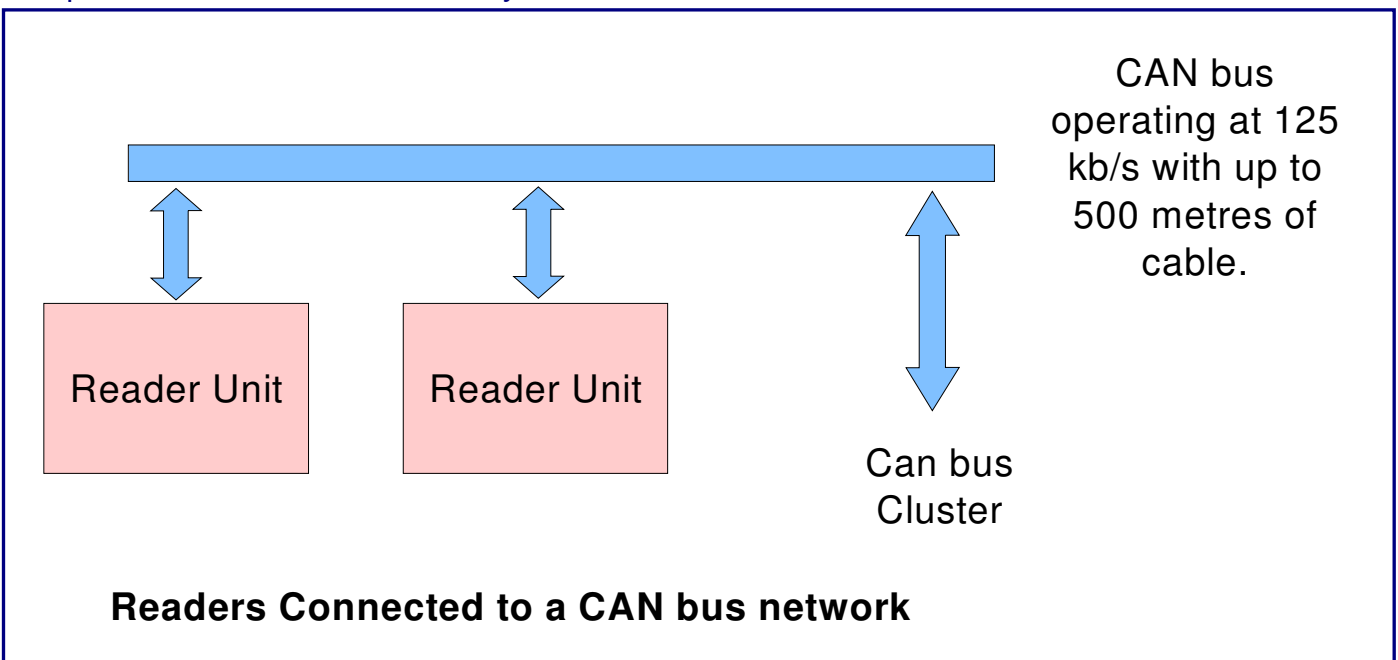 CAN bus
operating at 125
kb/s with up to
500 metres of
cable.
Reader Unit
Reader Unit
Can bus
Cluster
Readers Connected to a CAN bus network